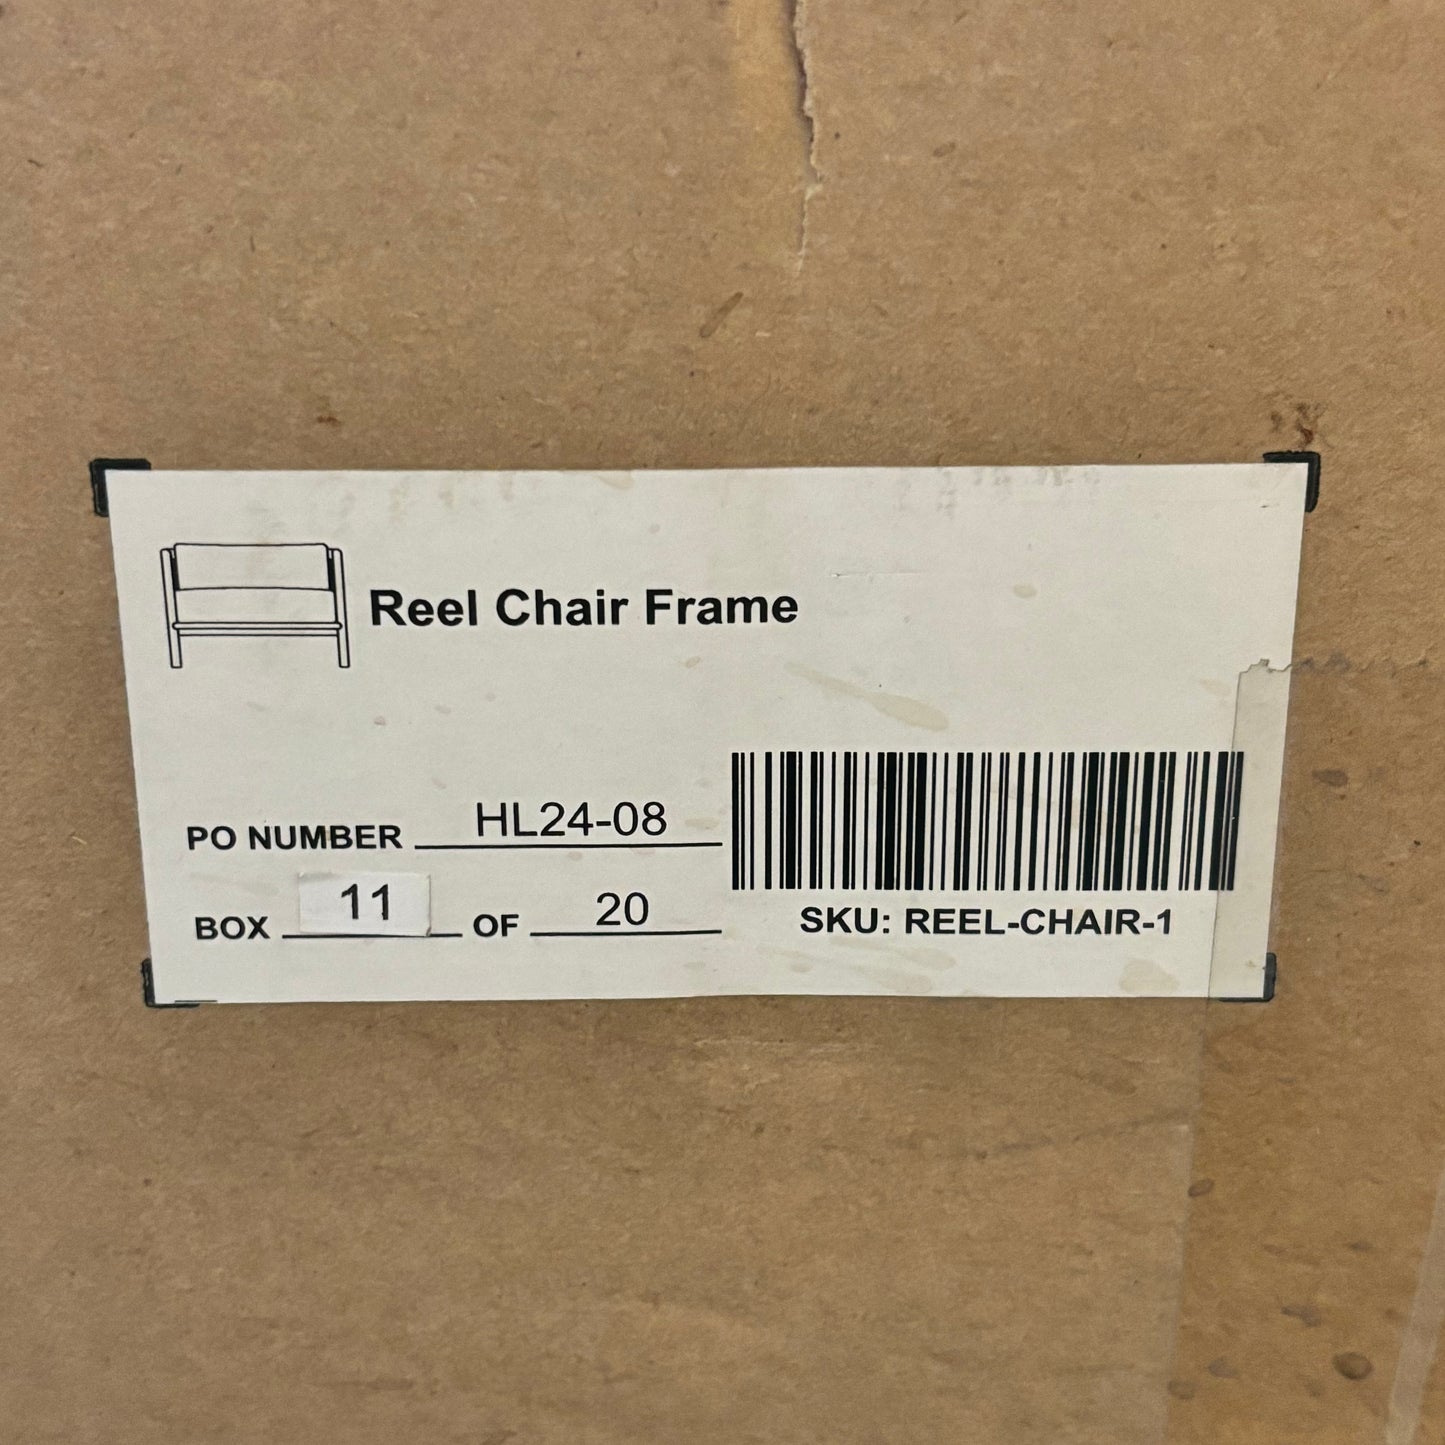 Reel Chair Frame
PO NUMBER HL24-08
BOX 11 OF 20
SKU: REEL-CHAIR-1